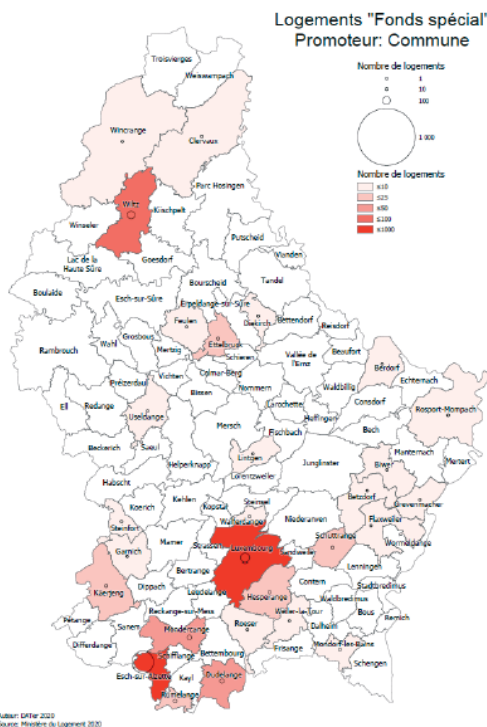 Logements "Fonds spécial"
Promoteur: Commune
Nombre de logements
1
10
100
1 000
Nombre de logements
≤10
≤25
≤50
≤100
≤1000
Troisvierges
Weiswampach
Wincrange
Clervaux
Parc Hosingen
Wiltz
Kiischpelt
Winseler
Putscheid
Vianden
Goesdorf
Lac de la
Haute Sûre
Tandel
Bourscheid
Boulaide
Esch-sur-Sûre
Erpeldange-sur-Sûre
Diekirch
Bettendorf
Reisdorf
Feulen
Grosbous
Wahl
Ettelbruck
Mertzig
Schieren
Vallée de
l'Ernz
Beaufort
Berdorf
Echternach
Rambrouch
Vichten
Colmar-Berg
Préizerdaul
Bissen
Nommern
Waldbillig
Consdorf
Rosport-Mompach
Ell
Redange
Useldange
Larochette
Heffingen
Bech
Mersch
Fischbach
Beckerich
Saeul
Manternach
Mertert
Helperknapp
Lintgen
Junglinster
Biwer
Lorentzweiler
Habscht
Betzdorf
Grevenmacher
Kehlen
Koerich
Kopstal
Steinsel
Walferdange
Niederanven
Flaxweiler
Steinfort
Schuttrange
Wormeldange
Mamer
Strassen
Luxembourg
Sandweiler
Garnich
Lenningen
Bertrange
Contern
Käerjeng
Dippach
Leudelange
Hesperange
Stadtbredimus
Waldbredimus
Reckange-sur-Mess
Weiler-la-Tour
Bous
Remich
Pétange
Sanem
Mondercange
Roeser
Dalheim
Differdange
Bettembourg
Frisange
Mondorf-les-Bains
Schifflange
Schengen
Esch-sur-Alzette
Kayl
Dudelange
Rumelange
Auteur: DATer 2020
Source: Ministère du Logement 2020